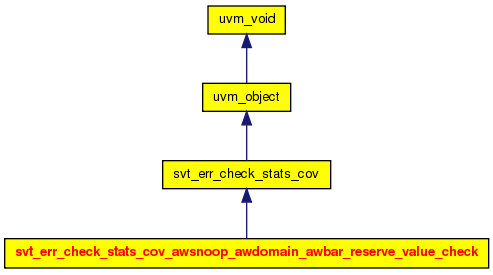 uvm_void
uvm_object
svt_err_check_stats_cov
svt_err_check_stats_cov_awsnoop_awdomain_awbar_reserve_value_check